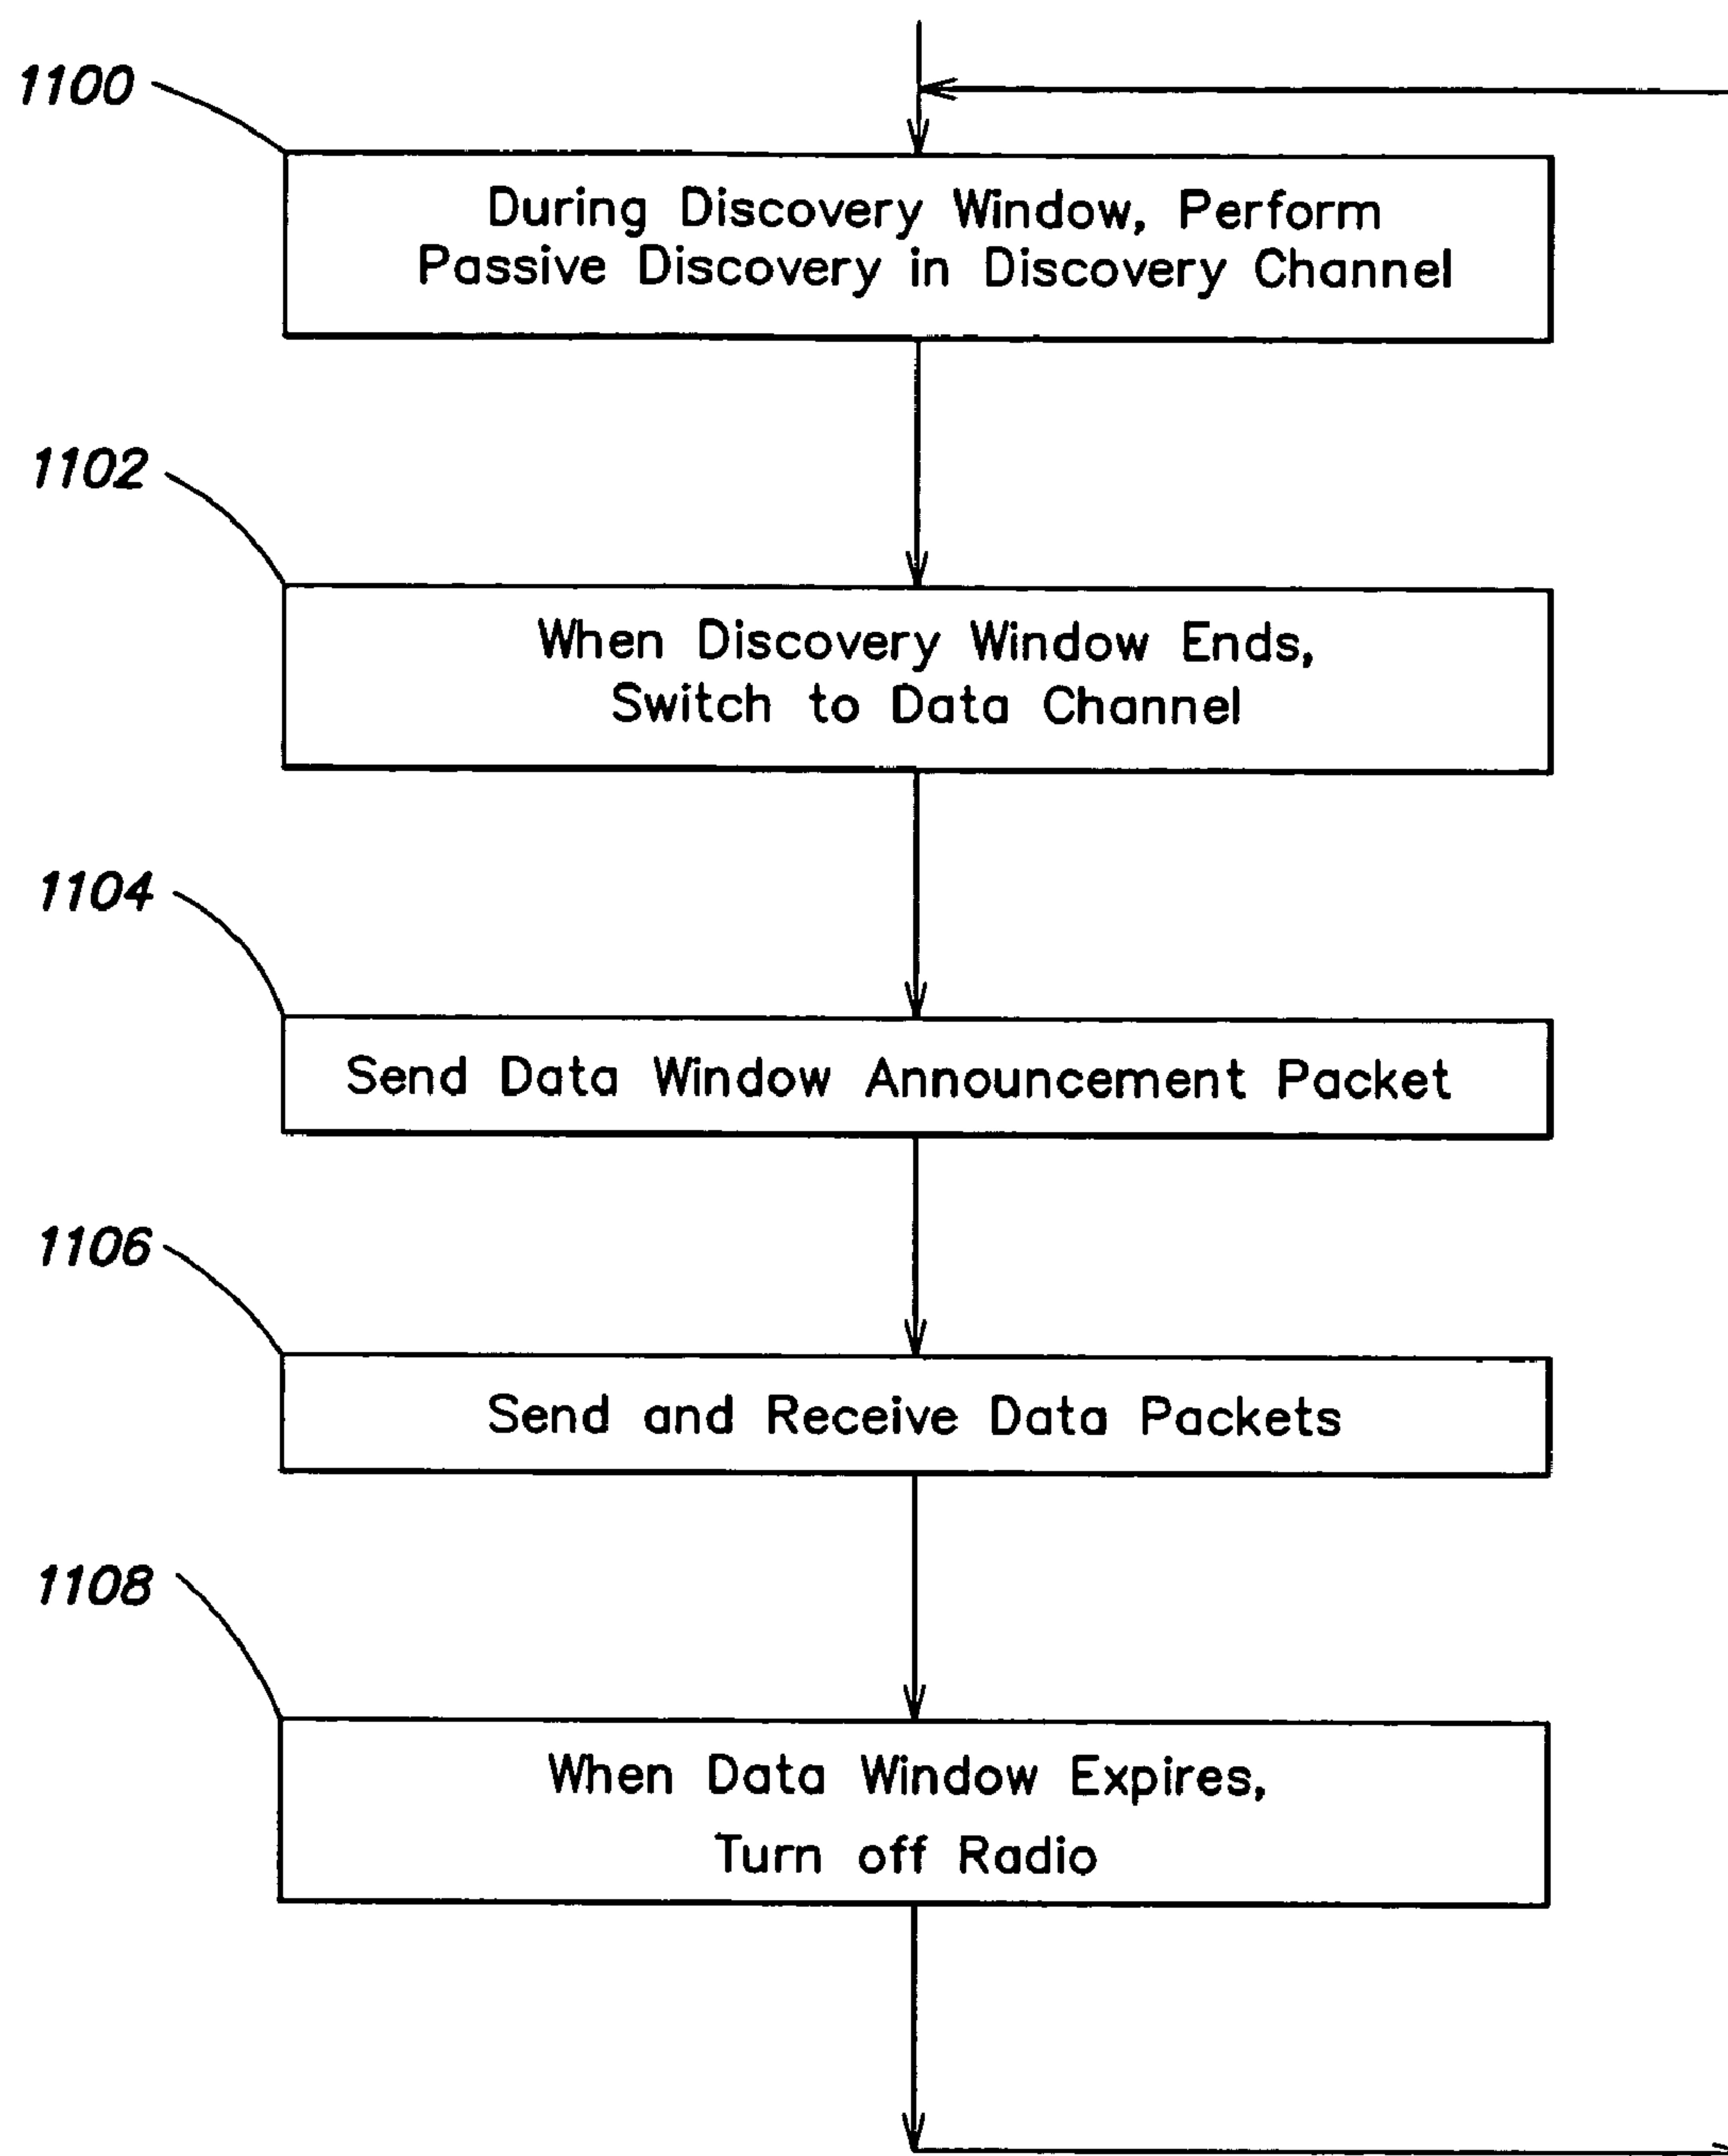 1100
During Discovery Window, Perform
Passive Discovery in Discovery Channel
1102
When Discovery Window Ends,
Switch to Data Channel
1104
Send Data Window Announcement Packet
1106
Send and Receive Data Packets
1108
When Data Window Expires,
Turn off Radio